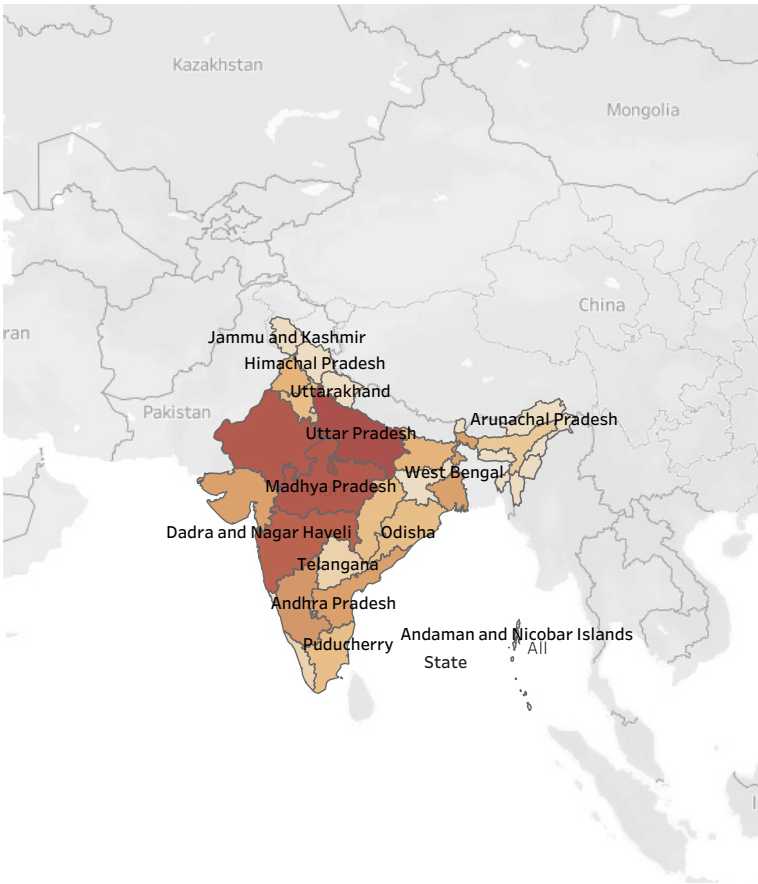 Kazakhstan
Mongolia
China
ran
Jammu and Kashmir
Himachal Pradesh
Uttarakhand
Pakistan
Arunachal Pradesh
Uttar Pradesh
West Bengal
Madhya Pradesh
Dadra and Nagar Haveli
Odisha
Telangana
Andhra Pradesh
Andaman and Nicobar Islands
Puducherry
All
State